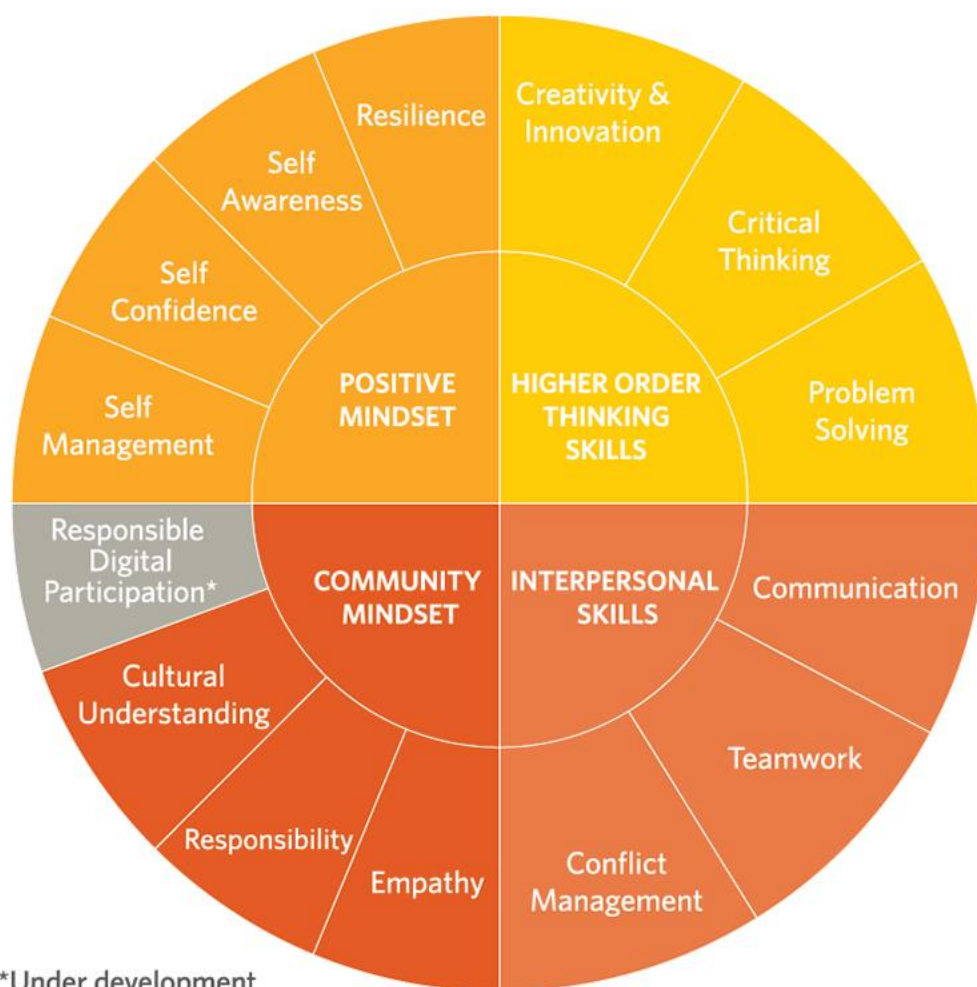 Resilience
Self
Awareness
Self
Confidence
Self
Management
POSITIVE
MINDSET
Creativity &
Innovation
Critical
Thinking
Problem
Solving
HIGHER ORDER
THINKING
SKILLS
Responsible
Digital
Participation*
Cultural
Understanding
Responsibility
Empathy
COMMUNITY
MINDSET
INTERPERSONAL
SKILLS
Communication
Teamwork
Conflict
Management
*Under development